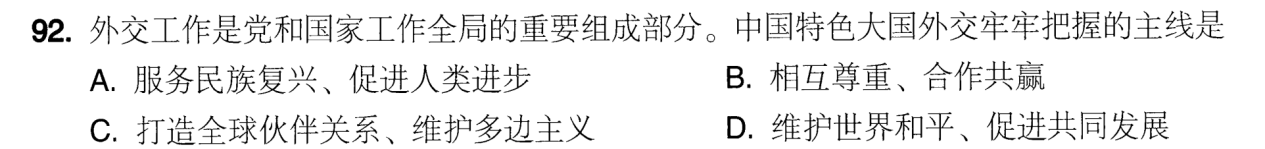 92. 外交工作是党和国家工作全局的重要组成部分。中国特色大国外交牢牢把握的主线是
A. 服务民族复兴、促进人类进步 B. 相互尊重、合作共赢
C. 打造全球伙伴关系、维护多边主义 D. 维护世界和平、促进共同发展